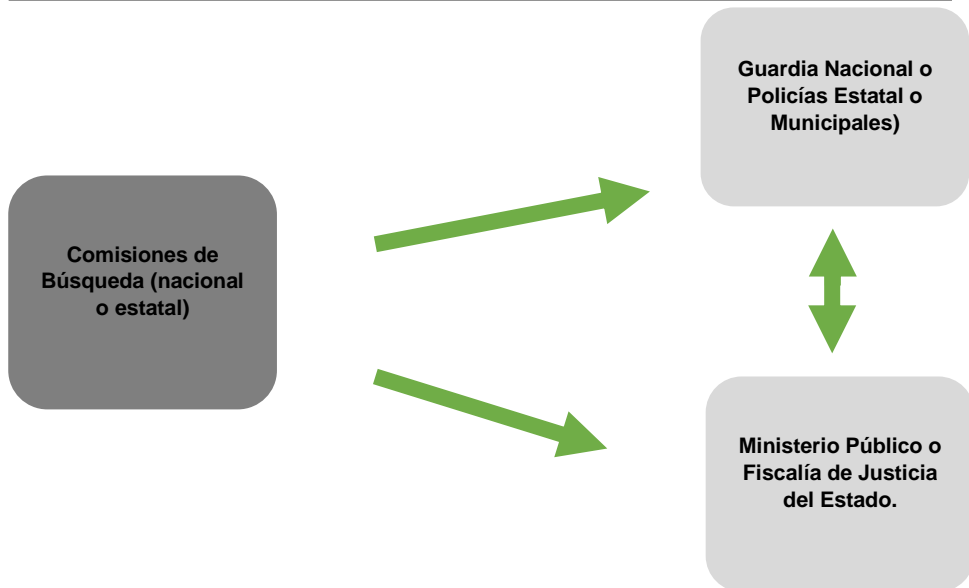 Guardia Nacional o
Policías Estatal o
Municipales)
Comisiones de
Búsqueda (nacional
o estatal)
Ministerio Público o
Fiscalía de Justicia
del Estado.